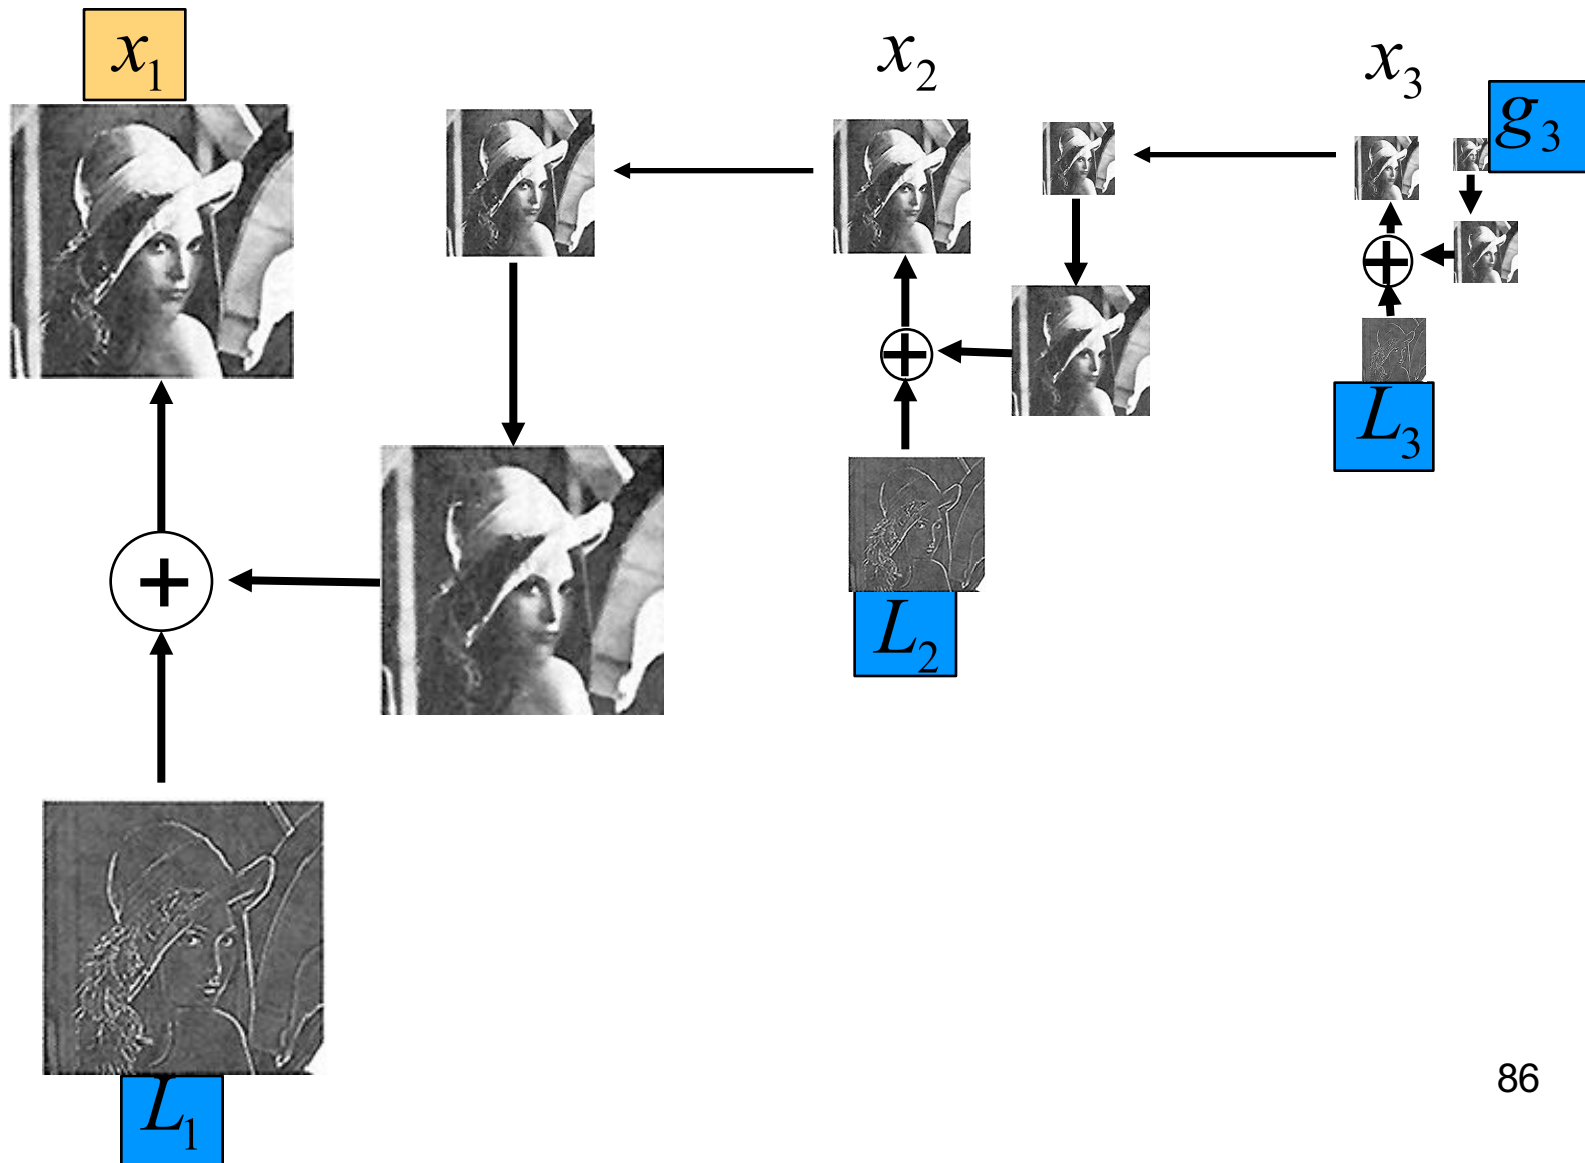 x₁
x₂
x₃
g₃
+
+
+
L₃
L₂
L₁
86